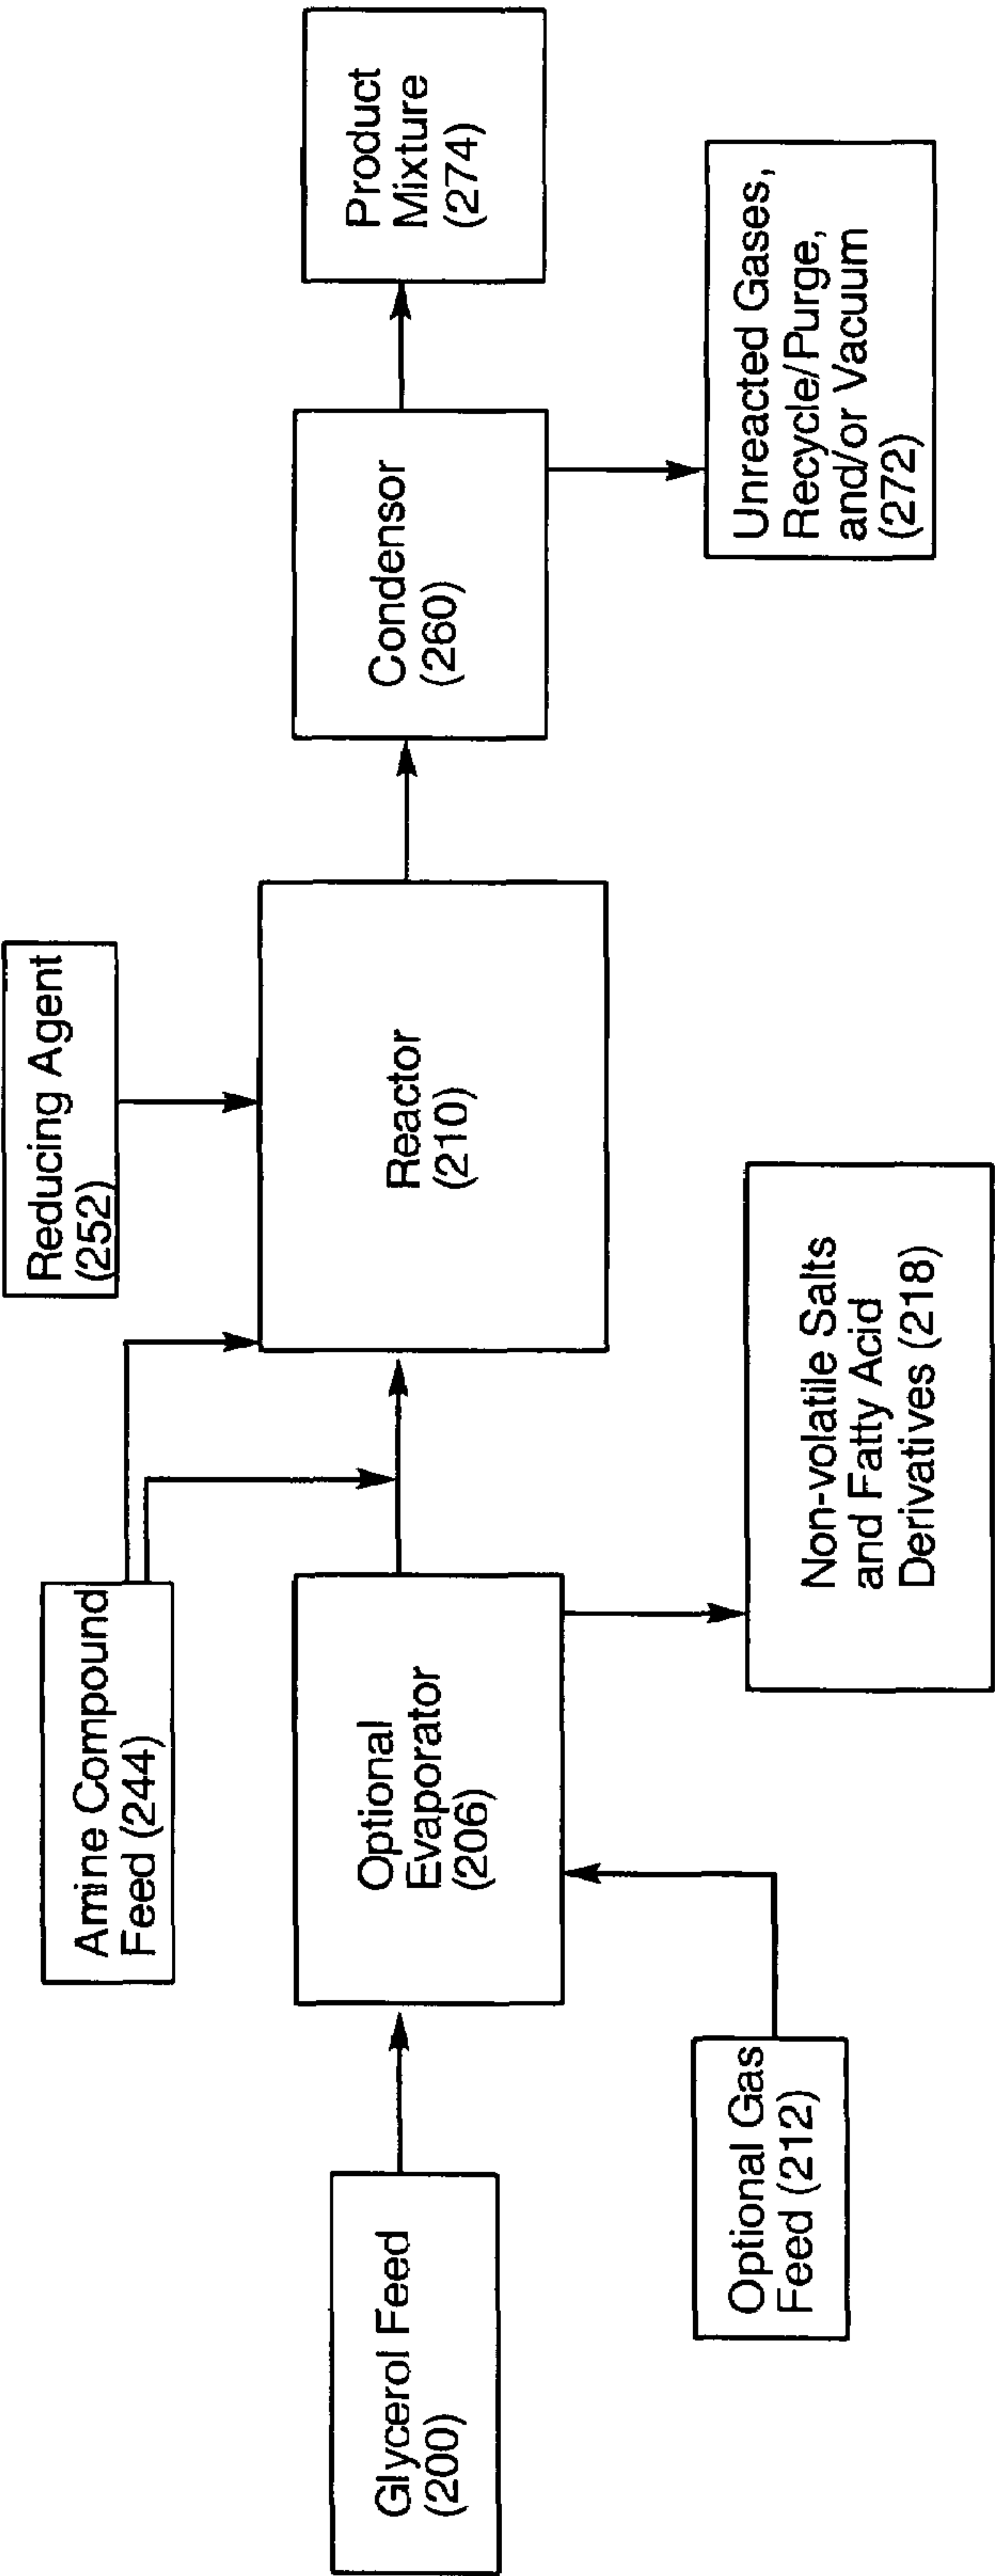 Glycerol Feed
(200)
Optional Gas
Feed (212)
Amine Compound
Feed (244)
Optional
Evaporator
(206)
Non-volatile Salts
and Fatty Acid
Derivatives (218)
Reducing Agent
(252)
Reactor
(210)
Condensor
(260)
Unreacted Gases,
Recycle/Purge,
and/or Vacuum
(272)
Product
Mixture
(274)